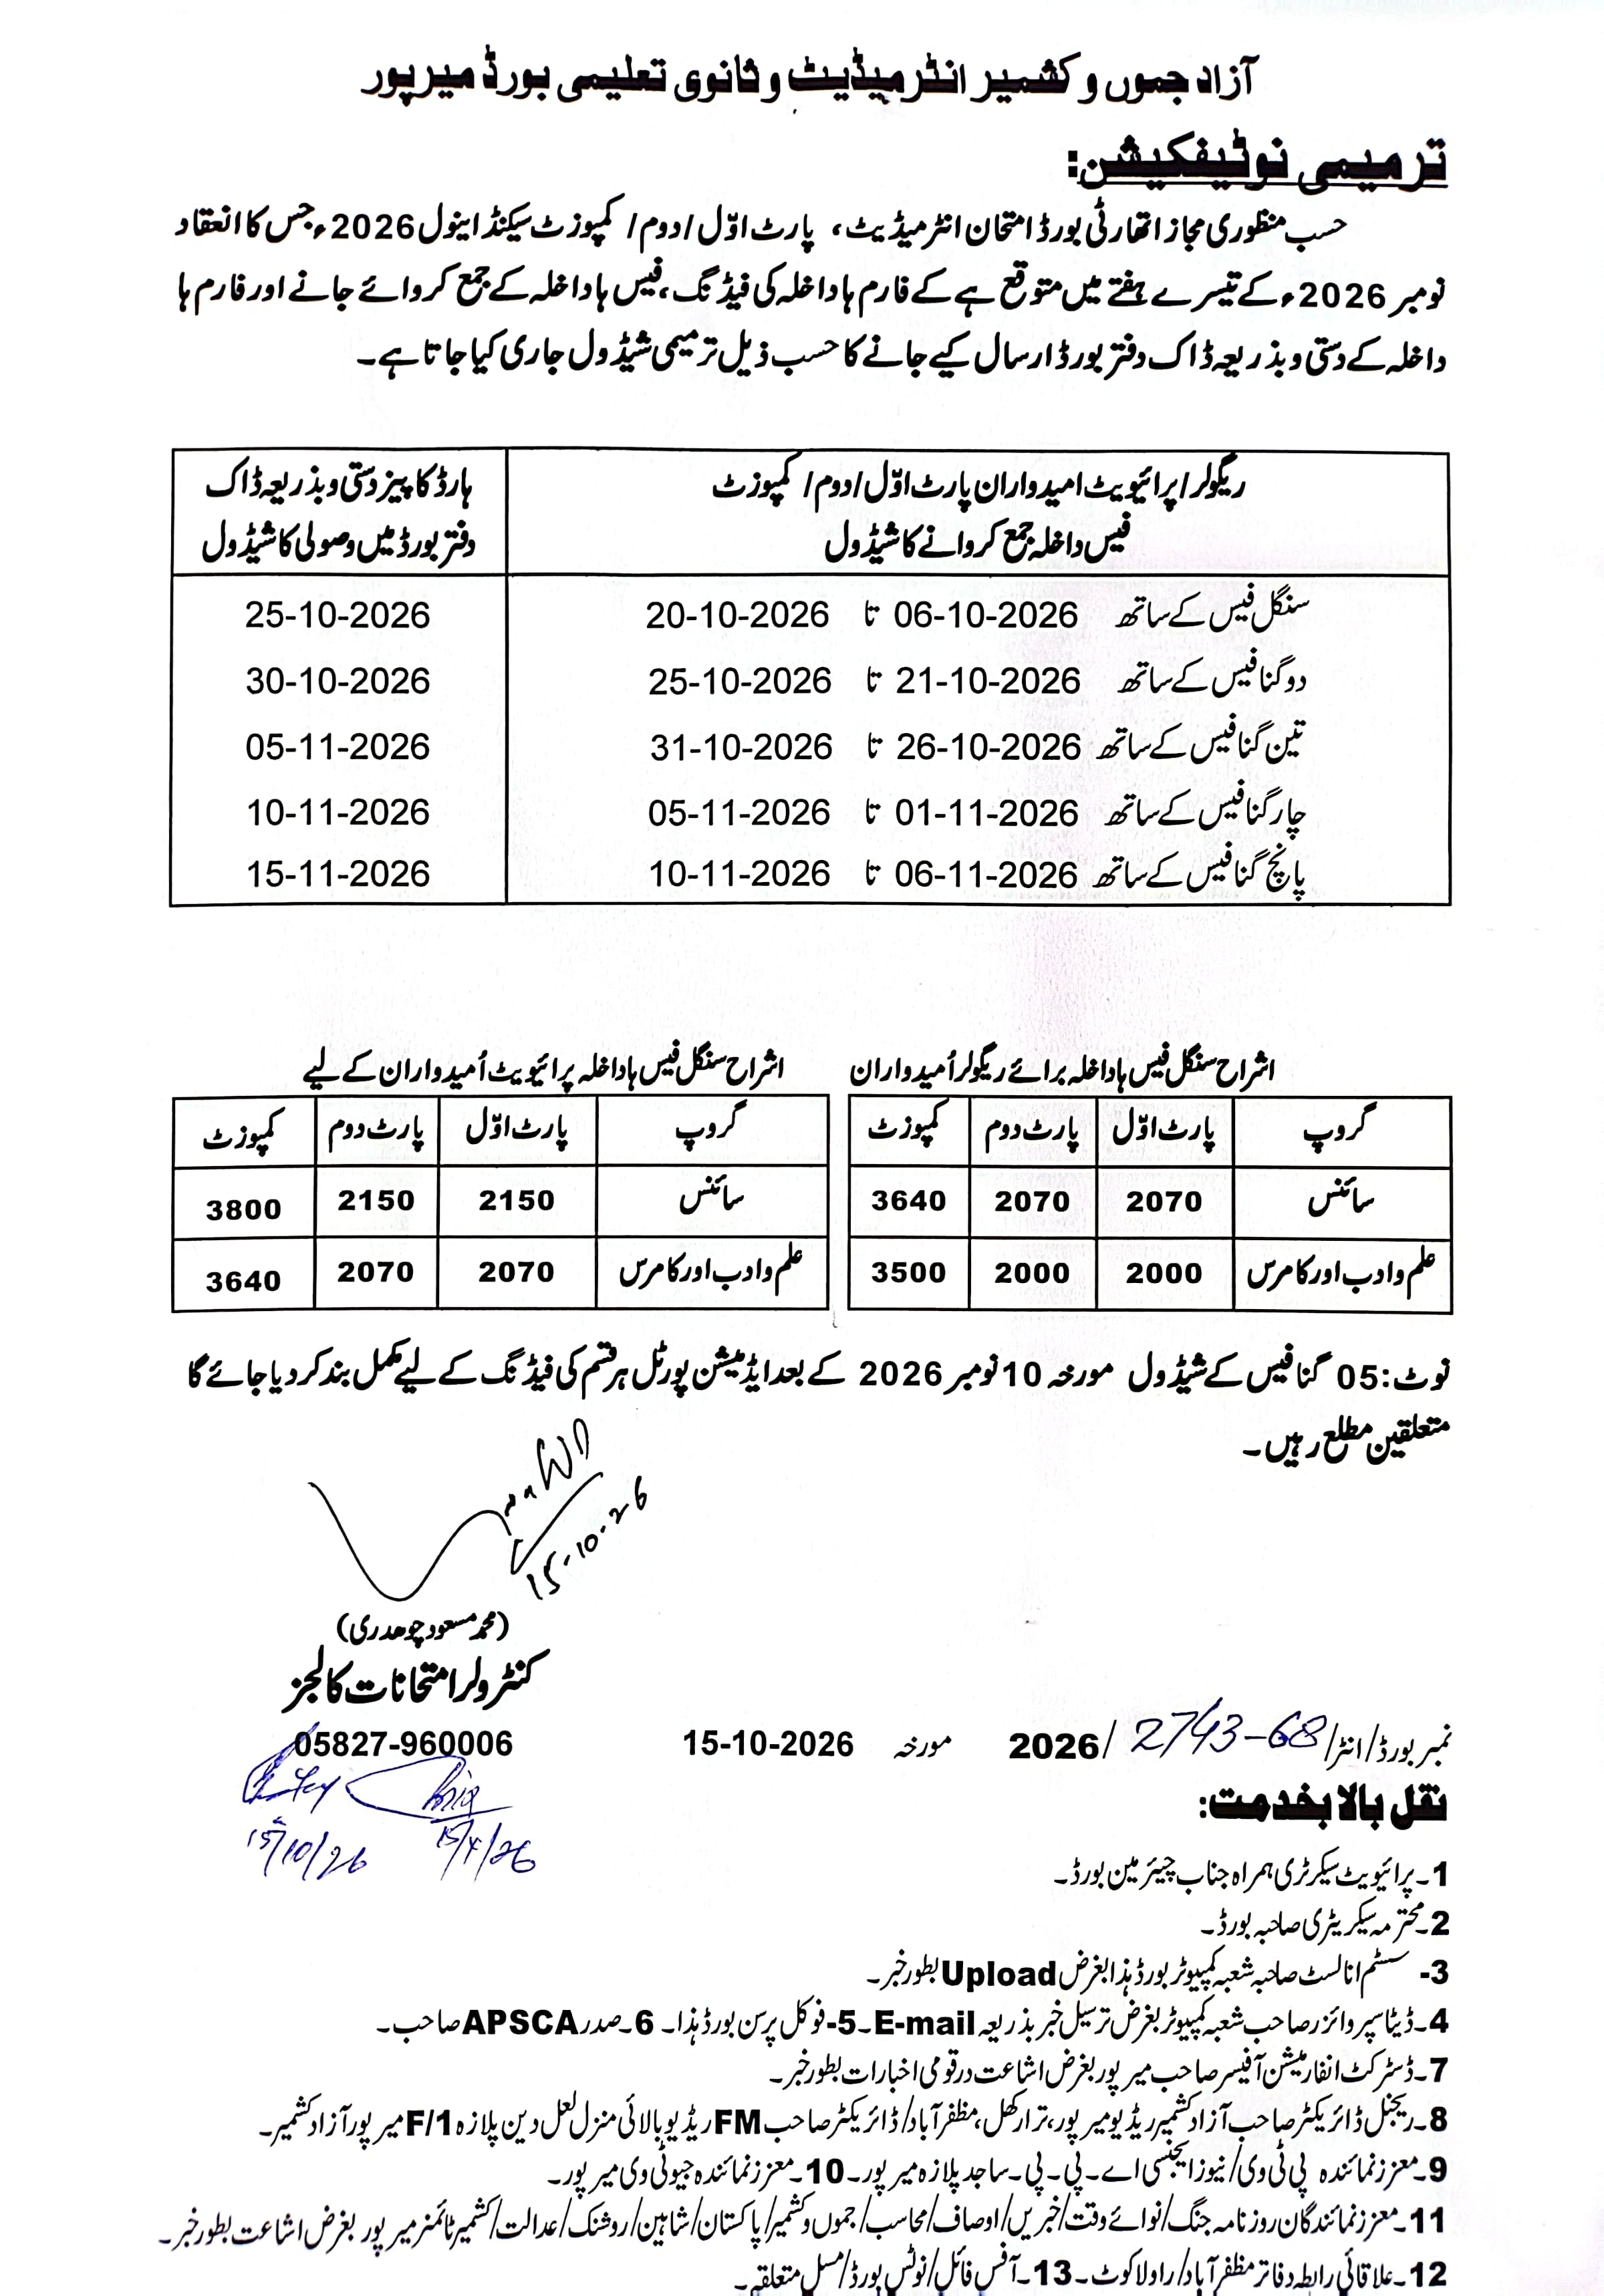 آزاد جموں و کشمیر انٹرمیڈیٹ و ثانوی تعلیمی بورڈ میرپور
ترمیمی نوٹیفکیشن:
حسب منظوری مجاز اتھارٹی بورڈ امتحان انٹرمیڈیٹ، پارٹ اوّل/دوم/ کمپوزٹ سیکنڈ اینول 2026ء جس کا انعقاد
نومبر 2026ء کے تیسرے ہفتے میں متوقع ہے کے فارم ہا داخلہ کی فیڈنگ، فیس ہا داخلہ کے جمع کروائے جانے اور فارم ہا
داخلہ کے دستی و بذریعہ ڈاک دفتر بورڈ ارسال کیے جانے کا حسب ذیل ترمیمی شیڈول جاری کیا جاتا ہے۔
ریگولر/پرائیویٹ امیدواران پارٹ اوّل/دوم/ کمپوزٹ ہارڈ کاپیز دستی و بذریعہ ڈاک
فیس داخلہ جمع کروانے کا شیڈول دفتر بورڈ میں وصولی کا شیڈول
سنگل فیس کے ساتھ 06-10-2026 تا 20-10-2026 25-10-2026
دو گنا فیس کے ساتھ 21-10-2026 تا 25-10-2026 30-10-2026
تین گنا فیس کے ساتھ 26-10-2026 تا 31-10-2026 05-11-2026
چار گنا فیس کے ساتھ 01-11-2026 تا 05-11-2026 10-11-2026
پانچ گنا فیس کے ساتھ 06-11-2026 تا 10-11-2026 15-11-2026
اشراح سنگل فیس ہا داخلہ برائے ریگولر اُمیدواران
گروپ پارٹ اوّل پارٹ دوم کمپوزٹ
سائنس 2070 2070 3640
علم و ادب اور کامرس 2000 2000 3500
اشراح سنگل فیس ہا داخلہ پرائیویٹ اُمیدواران کے لیے
گروپ پارٹ اوّل پارٹ دوم کمپوزٹ
سائنس 2150 2150 3800
علم و ادب اور کامرس 2070 2070 3640
نوٹ: 05 گنا فیس کے شیڈول مورخہ 10 نومبر 2026 کے بعد ایڈمیشن پورٹل ہر قسم کی فیڈنگ کے لیے مکمل بند کر دیا جائے گا
متعلقین مطلع رہیں۔
15-10-26
(محمد مسعود چوھدری)
کنٹرولر امتحانات کالجز
05827-960006
نمبر بورڈ/انٹر/2743-68/2026 مورخہ 15-10-2026
15/10/26
15/4/26
نقل بالا بخدمت:
1۔ پرائیویٹ سیکرٹری ہمراہ جناب چیئرمین بورڈ۔
2۔ محترمہ سیکریٹری صاحبہ بورڈ۔
3- سسٹم انالسٹ صاحبہ شعبہ کمپیوٹر بورڈ ہذا بغرض Upload بطور خبر۔
4۔ ڈیٹا سپروائزر صاحب شعبہ کمپیوٹر بغرض ترسیل خبر بذریعہ E-mail۔ 5- فوکل پرسن بورڈ ہذا۔ 6۔ صدر APSCA صاحب۔
7۔ ڈسٹرکٹ انفارمیشن آفیسر صاحب میرپور بغرض اشاعت در قومی اخبارات بطور خبر۔
8۔ ریجنل ڈائریکٹر صاحب آزاد کشمیر ریڈیو میرپور، تراڑکھل، مظفرآباد/ ڈائریکٹر صاحب FM ریڈیو بالائی منزل لعل دین پلازہ F/1 میرپور آزاد کشمیر۔
9۔ معزز نمائندہ پی ٹی وی/ نیوز ایجنسی اے۔ پی۔ پی۔ ساجد پلازہ میرپور۔ 10۔ معزز نمائندہ جیو ٹی وی میرپور۔
11۔ معزز نمائندگان روزنامہ جنگ/ نوائے وقت/ خبریں/ اوصاف/ محاسب/ جموں و کشمیر/ پاکستان/ شاہین/ روشنک/ عدالت/ کشمیر ٹائمنر میرپور بغرض اشاعت بطور خبر۔
12۔ علاقائی رابطہ دفاتر مظفرآباد/ راولاکوٹ۔ 13۔ آفس فائل/ نوٹس بورڈ/ مسل متعلقہ۔